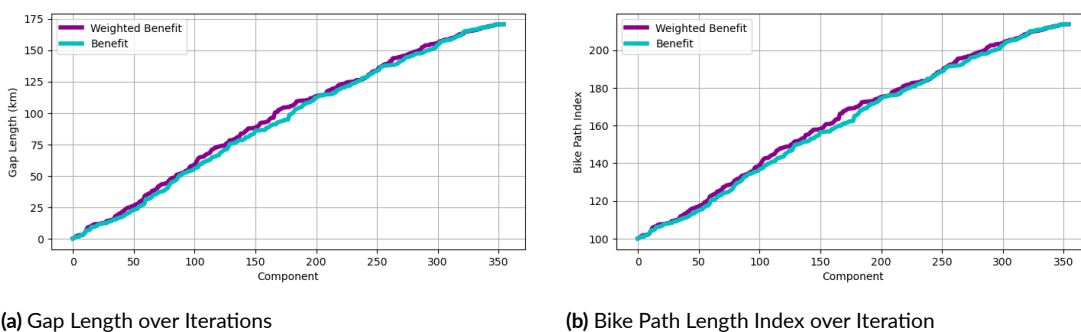 Weighted Benefit
Benefit
Gap Length (km)
175
150
125
100
75
50
25
0
0 50 100 150 200 250 300 350
Component
(a) Gap Length over Iterations
Weighted Benefit
Benefit
Bike Path Index
200
180
160
140
120
100
0 50 100 150 200 250 300 350
Component
(b) Bike Path Length Index over Iteration